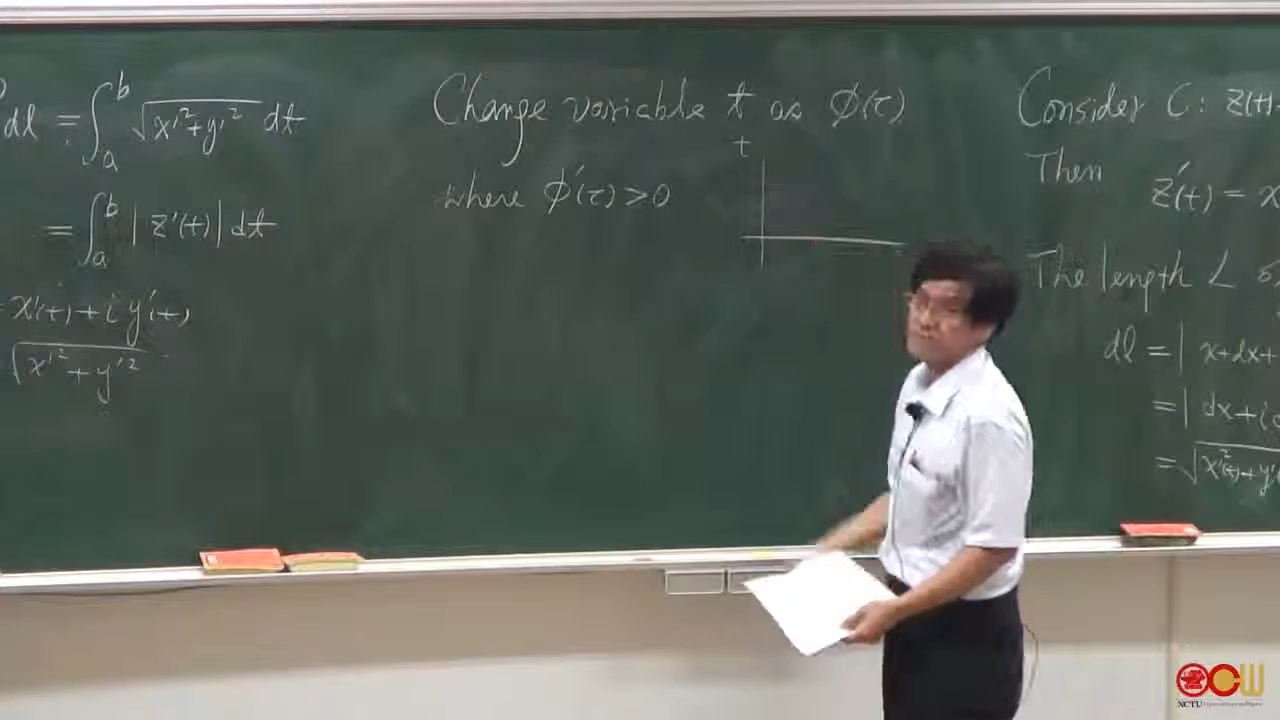 dl = ∫_a^b √(x'²+y'²) dt
= ∫_a^b |z'(t)| dt
x'(t) + i y'(t)
√(x'² + y'²)
Change variable t as φ(τ)
t
where φ'(τ) > 0
Consider C: z(t)
Then
z'(t) = x
The length L
dl = | x+dx+
= | dx+i
= √(x'²(t)+y'
NCTU